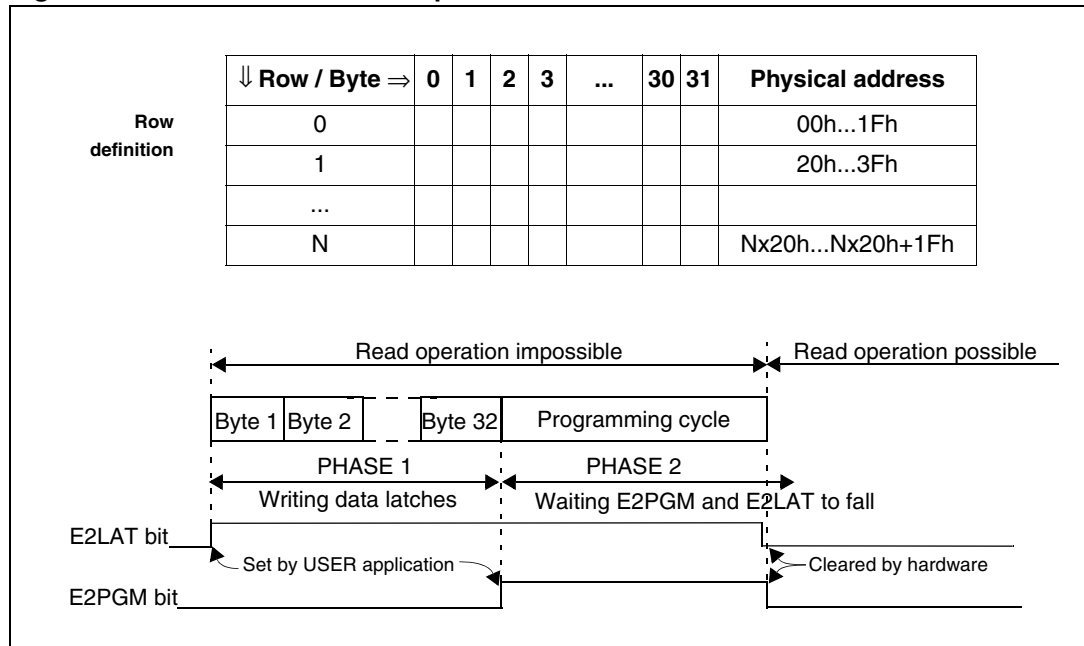 ⇓ Row / Byte ⇒ 0 1 2 3 ... 30 31 Physical address
Row
definition
0 00h...1Fh
1 20h...3Fh
...
N Nx20h...Nx20h+1Fh
Read operation impossible Read operation possible
Byte 1 Byte 2 Byte 32 Programming cycle
PHASE 1 PHASE 2
Writing data latches Waiting E2PGM and E2LAT to fall
E2LAT bit
Set by USER application Cleared by hardware
E2PGM bit